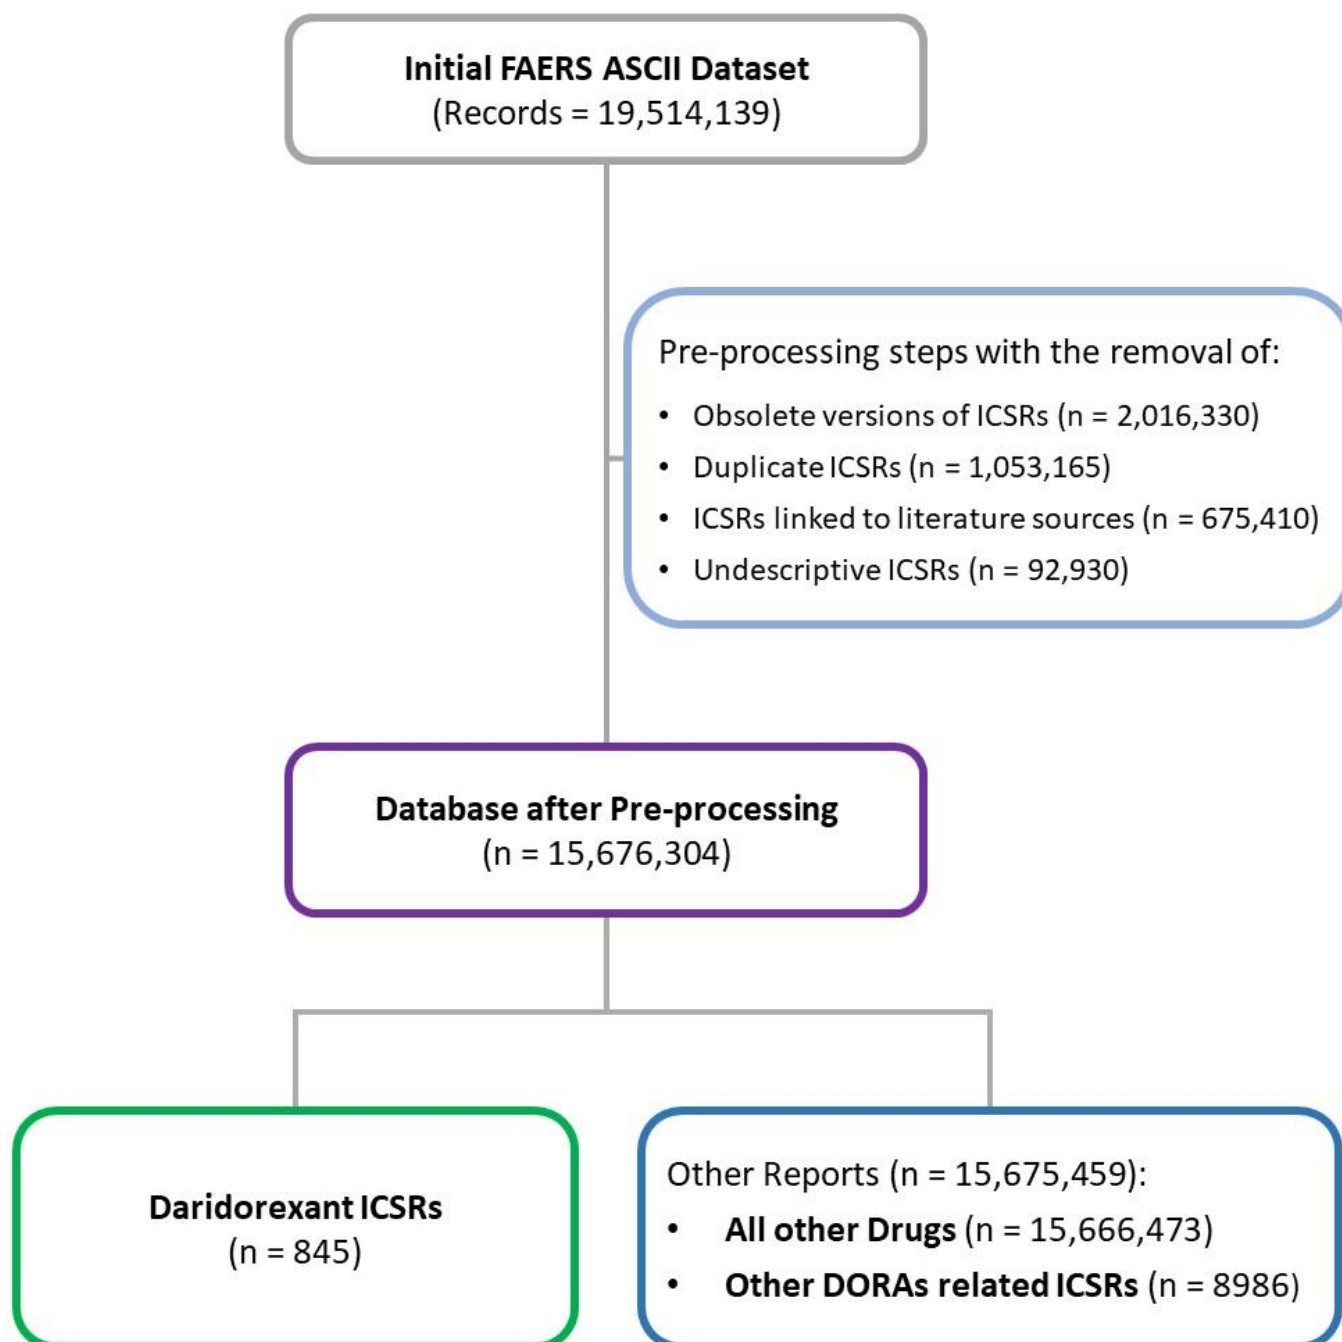 Initial FAERS ASCII Dataset
(Records = 19,514,139)
Pre-processing steps with the removal of:
• Obsolete versions of ICSRs (n = 2,016,330)
• Duplicate ICSRs (n = 1,053,165)
• ICSRs linked to literature sources (n = 675,410)
• Undescriptive ICSRs (n = 92,930)
Database after Pre-processing
(n = 15,676,304)
Daridorexant ICSRs
(n = 845)
Other Reports (n = 15,675,459):
• All other Drugs (n = 15,666,473)
• Other DORAs related ICSRs (n = 8986)